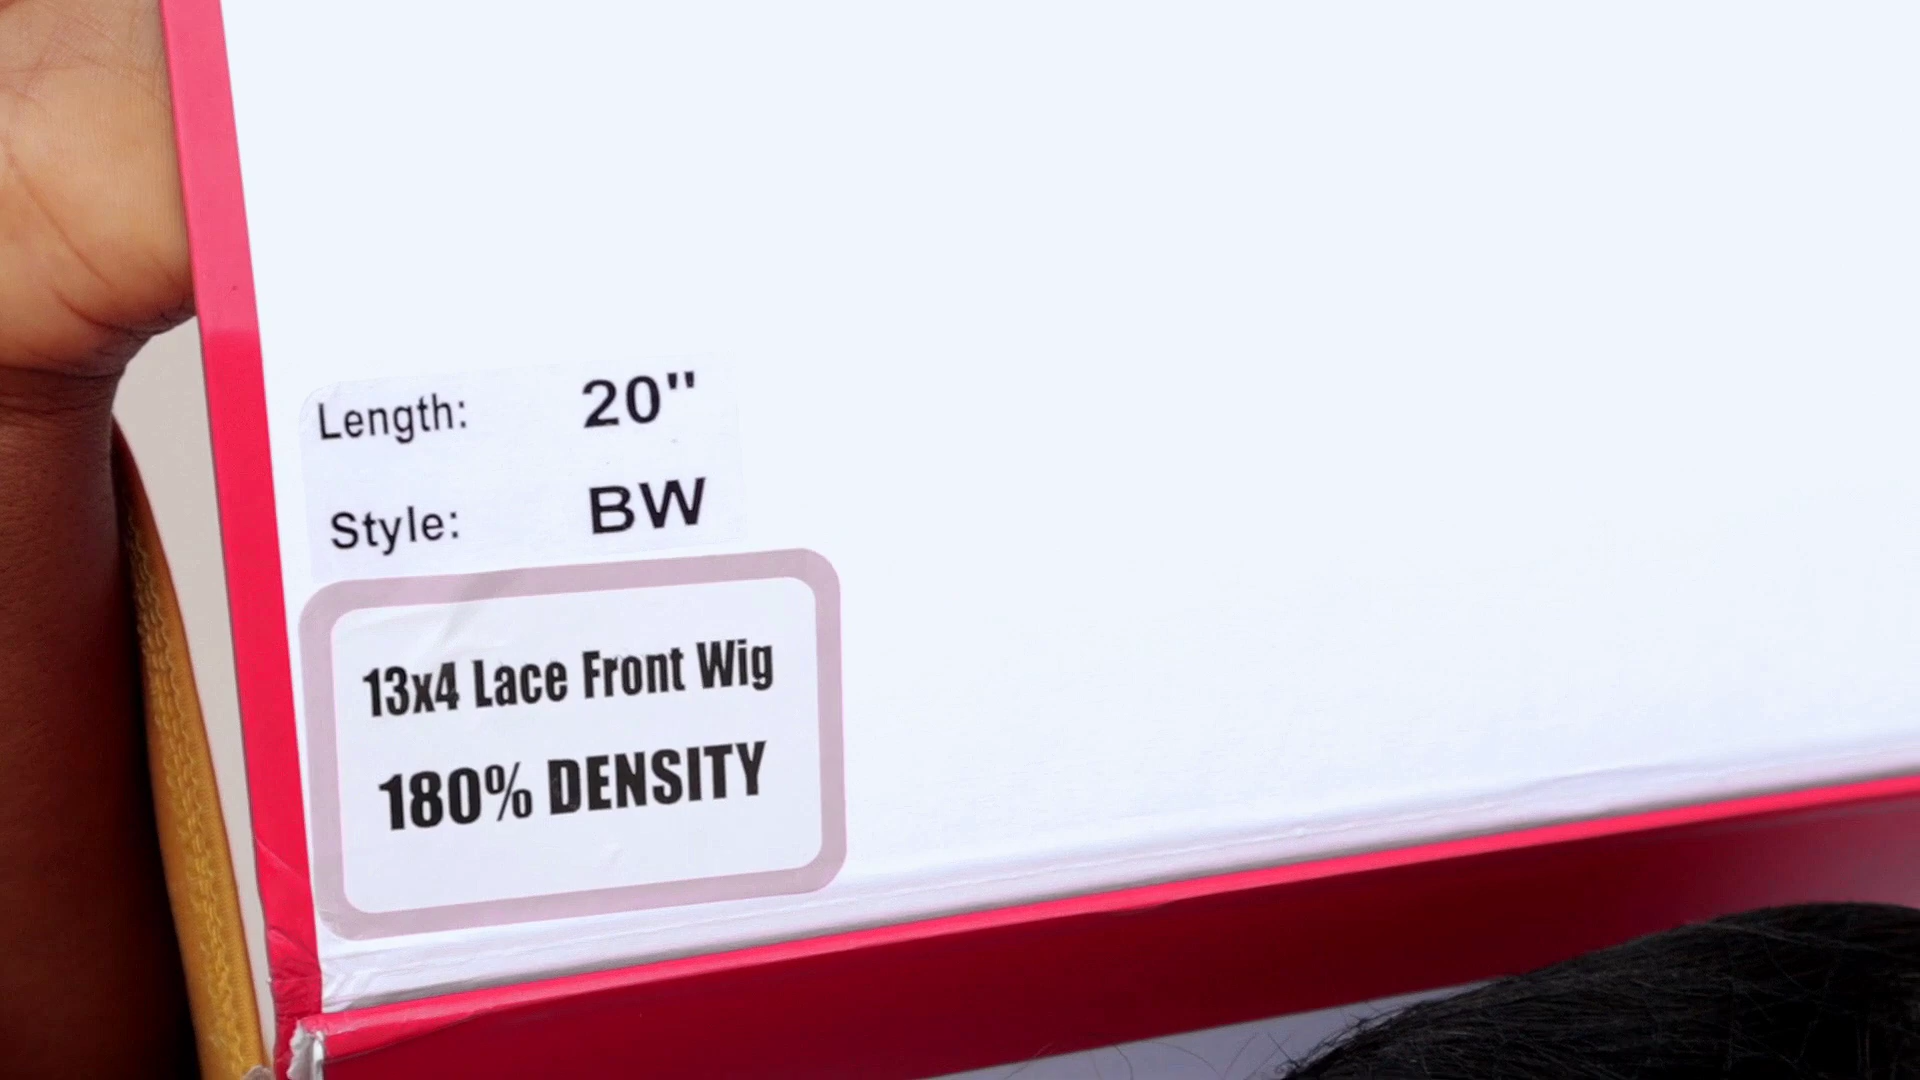 Length: 20"
Style: BW
13x4 Lace Front Wig
180% DENSITY